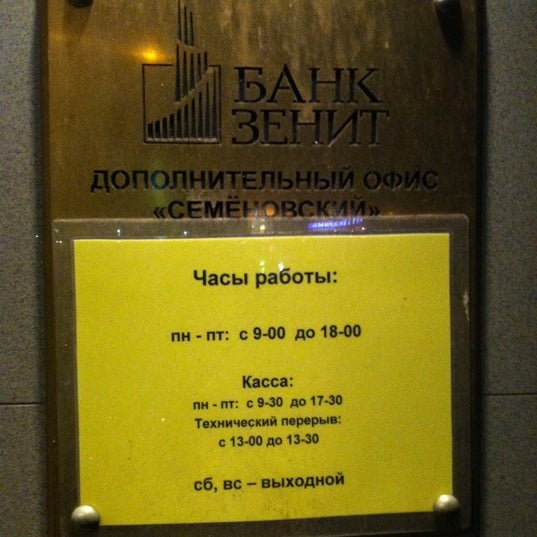 БАНК
ЗЕНИТ
ДОПОЛНИТЕЛЬНЫЙ ОФИС
«СЕМЁНОВСКИЙ»
Часы работы:
пн - пт: с 9-00 до 18-00
Касса:
пн - пт: с 9-30 до 17-30
Технический перерыв:
с 13-00 до 13-30
сб, вс – выходной